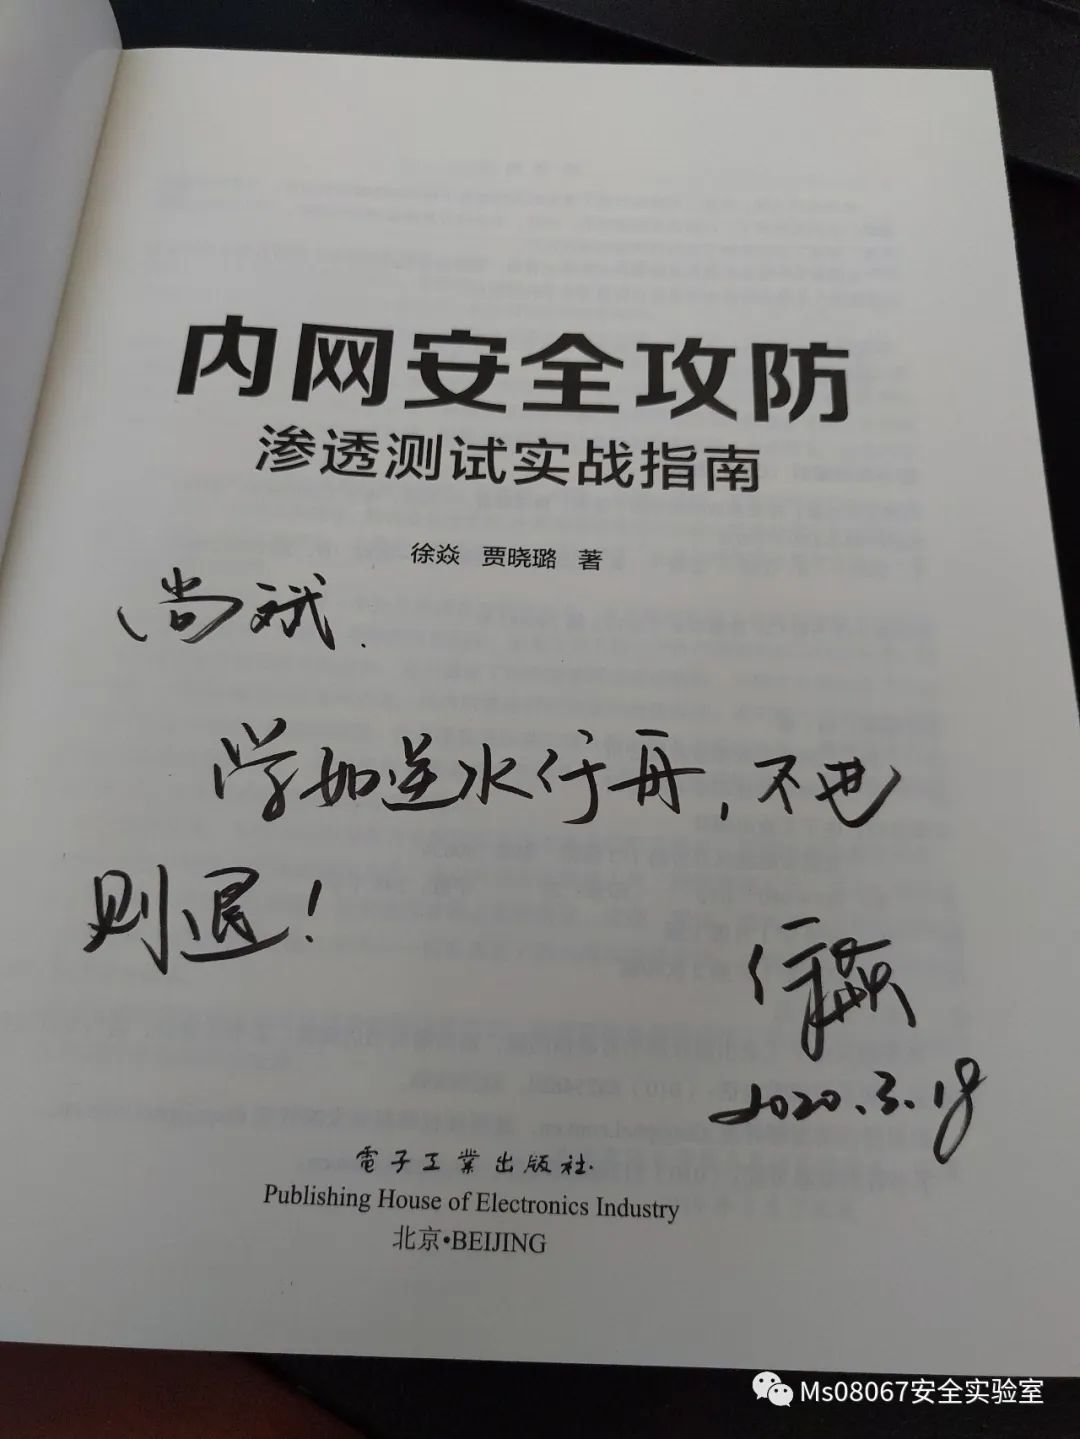 内网安全攻防
渗透测试实战指南
徐焱 贾晓璐 著
尚斌.
学如逆水行舟,不进
则退!
徐焱
2020.3.18
電子工業出版社.
Publishing House of Electronics Industry
北京•BEIJING
Ms08067安全实验室